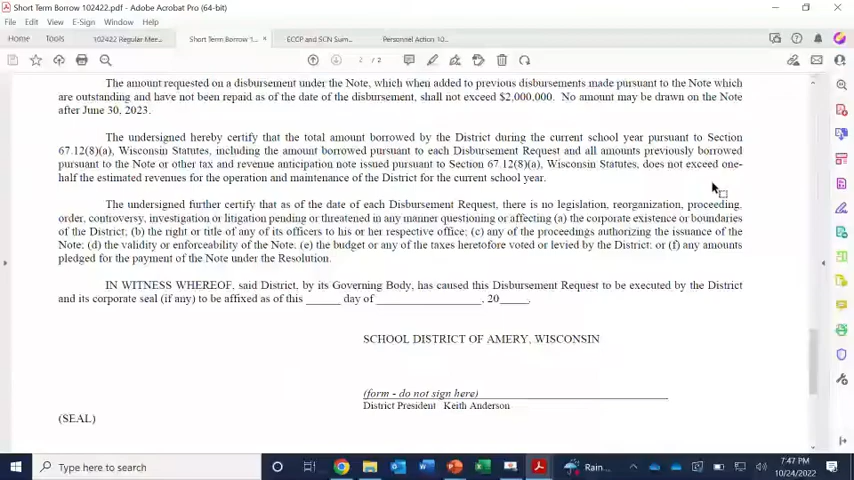 Short Term Borrow 102422.pdf - Adobe Acrobat Pro (64-bit)
File Edit View E-Sign Window Help
Home Tools 102422 Regular Mee... Short Term Borrow 1... × ECCP and SCN Sum... Personnel Action 10...
2 / 2
The amount requested on a disbursement under the Note, which when added to previous disbursements made pursuant to the Note which
are outstanding and have not been repaid as of the date of the disbursement, shall not exceed $2,000,000. No amount may be drawn on the Note
after June 30, 2023.
The undersigned hereby certify that the total amount borrowed by the District during the current school year pursuant to Section
67.12(8)(a), Wisconsin Statutes, including the amount borrowed pursuant to each Disbursement Request and all amounts previously borrowed
pursuant to the Note or other tax and revenue anticipation note issued pursuant to Section 67.12(8)(a), Wisconsin Statutes, does not exceed one-
half the estimated revenues for the operation and maintenance of the District for the current school year.
The undersigned further certify that as of the date of each Disbursement Request, there is no legislation, reorganization, proceeding,
order, controversy, investigation or litigation pending or threatened in any manner questioning or affecting (a) the corporate existence or boundaries
of the District; (b) the right or title of any of its officers to his or her respective office; (c) any of the proceedings authorizing the issuance of the
Note; (d) the validity or enforceability of the Note, (e) the budget or any of the taxes heretofore voted or levied by the District; or (f) any amounts
pledged for the payment of the Note under the Resolution.
IN WITNESS WHEREOF, said District, by its Governing Body, has caused this Disbursement Request to be executed by the District
and its corporate seal (if any) to be affixed as of this ______ day of ____________________, 20_____.
SCHOOL DISTRICT OF AMERY, WISCONSIN
(form - do not sign here)
District President Keith Anderson
(SEAL)
Type here to search
Rain...
7:47 PM
10/24/2022